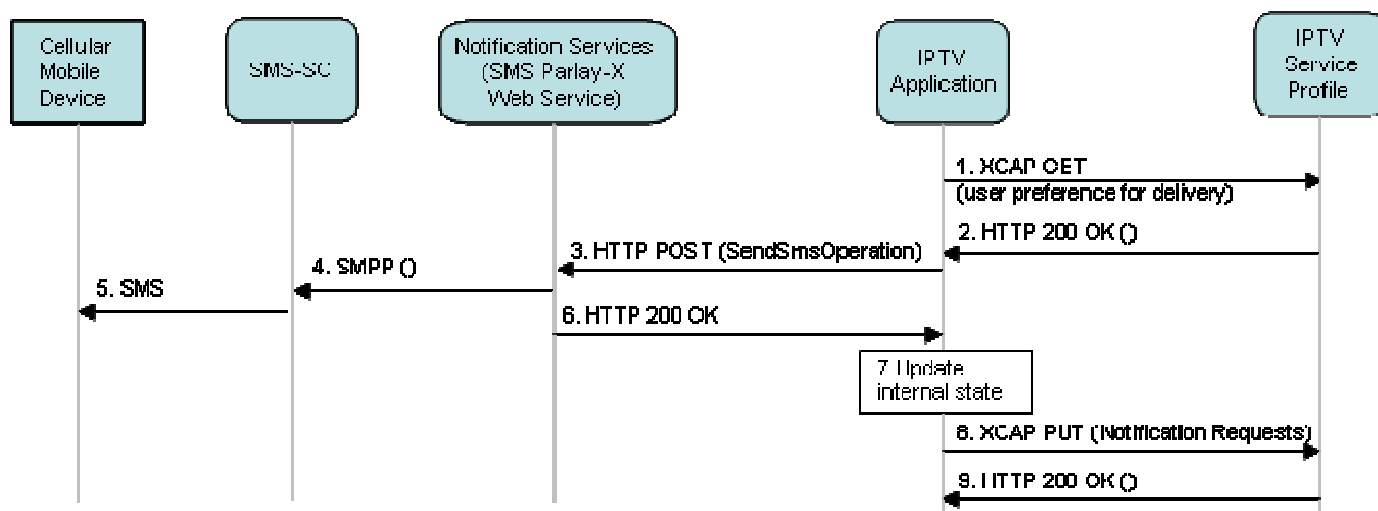 Cellular
Mobile
Device
SMS-SC
Notification Services
(SMS Parlay-X
Web Service)
IPTV
Application
IPTV
Service
Profile
1. XCAP GET
(user preference for delivery)
2. HTTP 200 OK ()
3. HTTP POST (SendSmsOperation)
4. SMPP ()
5. SMS
6. HTTP 200 OK
7. Update
internal state
8. XCAP PUT (Notification Requests)
9. HTTP 200 OK ()